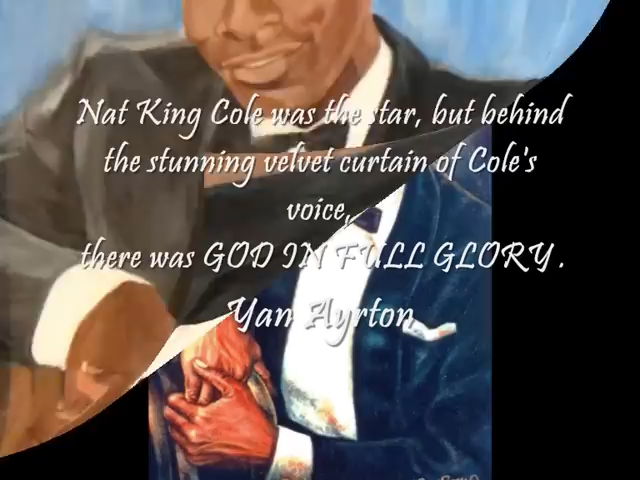 Nat King Cole was the star, but behind
the stunning velvet curtain of Cole's
voice,
there was GOD IN FULL GLORY .
Yan Ayrton